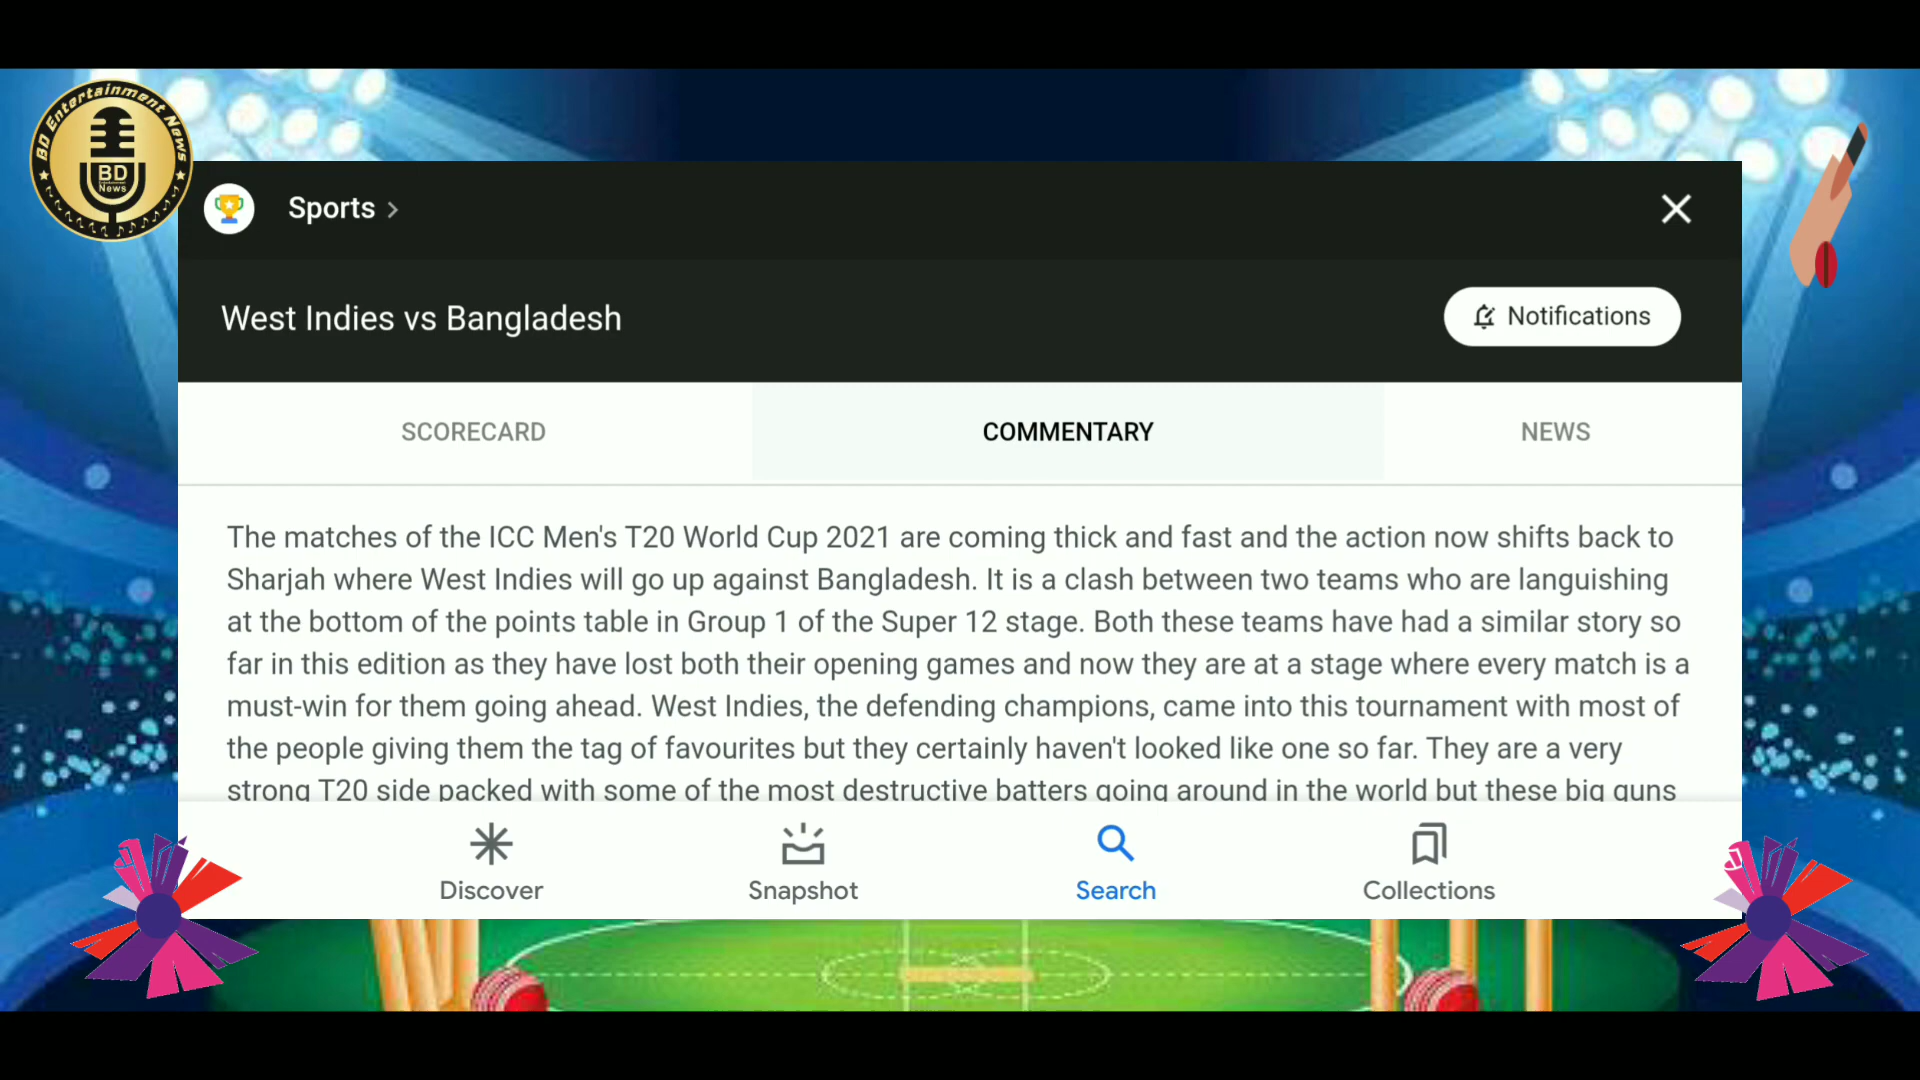 BD Entertainment News
BD
News
Sports
West Indies vs Bangladesh
Notifications
SCORECARD
COMMENTARY
NEWS
The matches of the ICC Men's T20 World Cup 2021 are coming thick and fast and the action now shifts back to
Sharjah where West Indies will go up against Bangladesh. It is a clash between two teams who are languishing
at the bottom of the points table in Group 1 of the Super 12 stage. Both these teams have had a similar story so
far in this edition as they have lost both their opening games and now they are at a stage where every match is a
must-win for them going ahead. West Indies, the defending champions, came into this tournament with most of
the people giving them the tag of favourites but they certainly haven't looked like one so far. They are a very
strong T20 side packed with some of the most destructive batters going around in the world but these big guns
Discover
Snapshot
Search
Collections